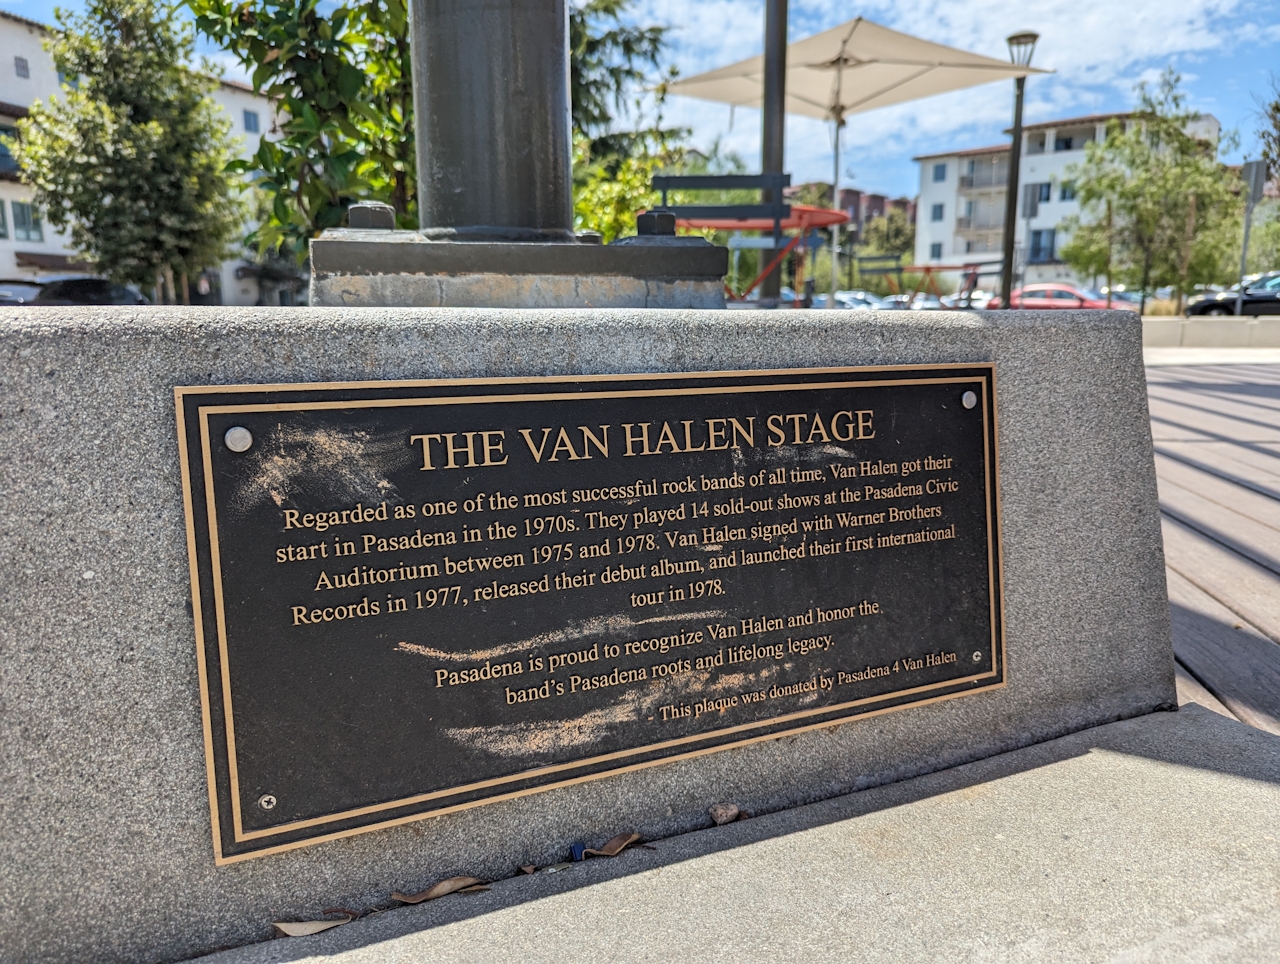 THE VAN HALEN STAGE
Regarded as one of the most successful rock bands of all time, Van Halen got their
start in Pasadena in the 1970s. They played 14 sold-out shows at the Pasadena Civic
Auditorium between 1975 and 1978. Van Halen signed with Warner Brothers
Records in 1977, released their debut album, and launched their first international
tour in 1978.
Pasadena is proud to recognize Van Halen and honor the
band's Pasadena roots and lifelong legacy.
This plaque was donated by Pasadena 4 Van Halen